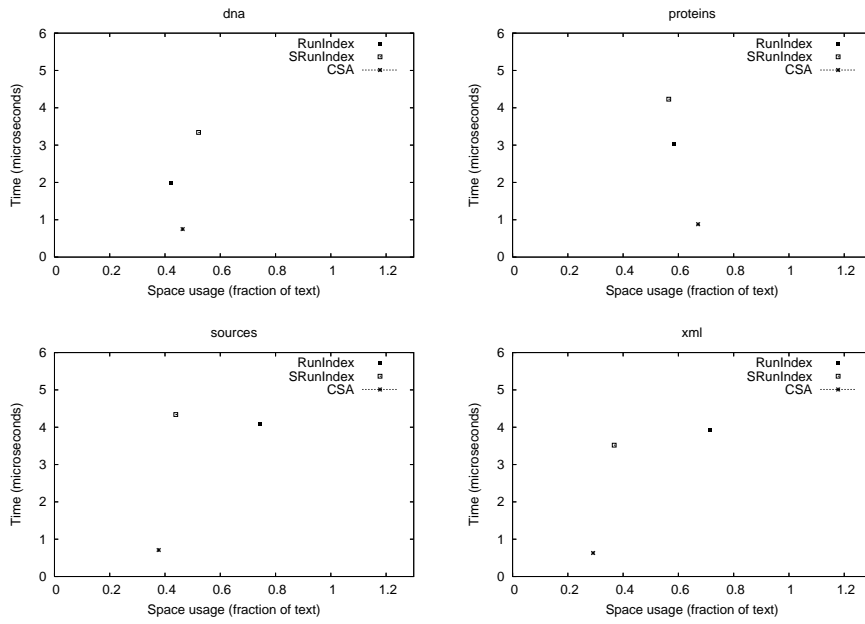 dna
6
5
4
3
2
1
0
Time (microseconds)
RunIndex
SRunIndex
CSA
0 0.2 0.4 0.6 0.8 1 1.2
Space usage (fraction of text)
proteins
6
5
4
3
2
1
0
Time (microseconds)
RunIndex
SRunIndex
CSA
0 0.2 0.4 0.6 0.8 1 1.2
Space usage (fraction of text)
sources
6
5
4
3
2
1
0
Time (microseconds)
RunIndex
SRunIndex
CSA
0 0.2 0.4 0.6 0.8 1 1.2
Space usage (fraction of text)
xml
6
5
4
3
2
1
0
Time (microseconds)
RunIndex
SRunIndex
CSA
0 0.2 0.4 0.6 0.8 1 1.2
Space usage (fraction of text)